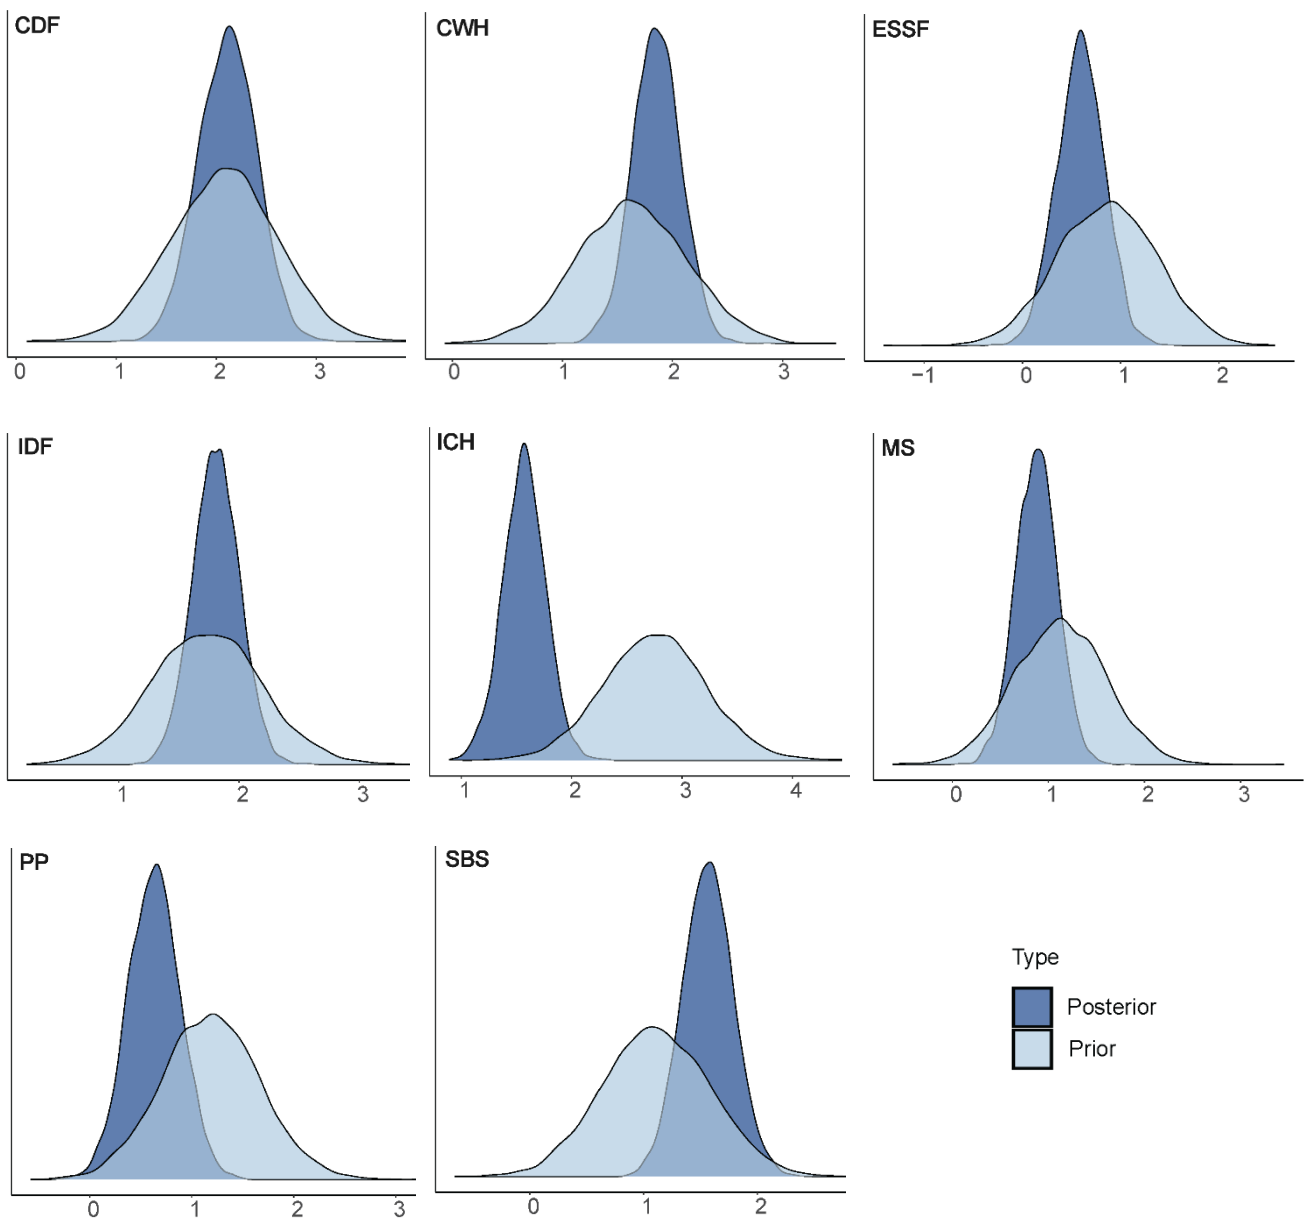 CDF
0 1 2 3
CWH
0 1 2 3
ESSF
−1 0 1 2
IDF
1 2 3
ICH
1 2 3 4
MS
0 1 2 3
PP
0 1 2 3
SBS
0 1 2
Type
Posterior
Prior